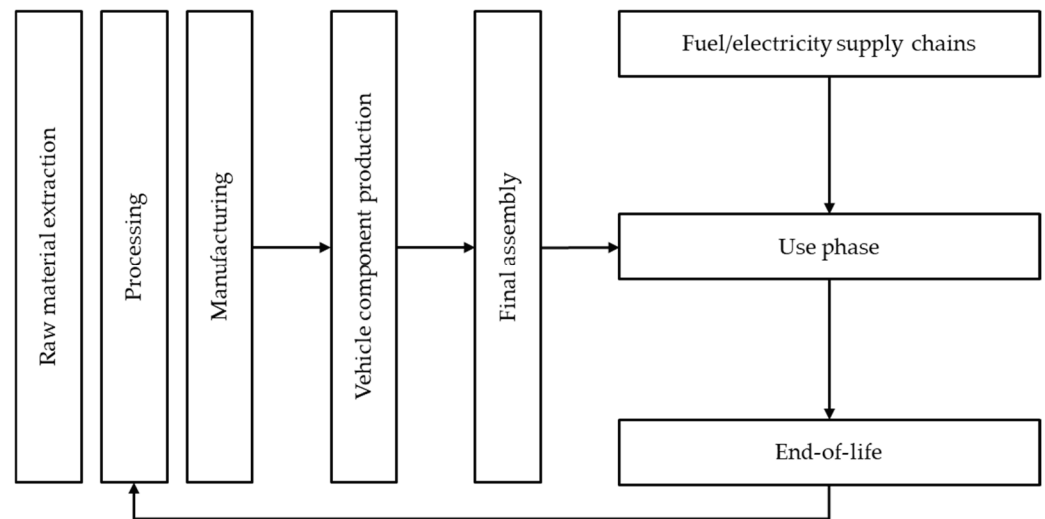 Raw material extraction
Processing
Manufacturing
Vehicle component production
Final assembly
Fuel/electricity supply chains
Use phase
End-of-life